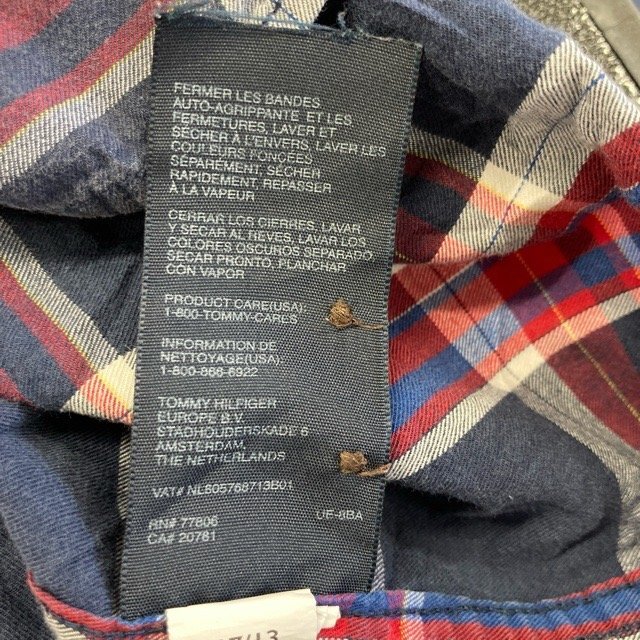 FERMER LES BANDES
AUTO-AGRIPPANTE ET LES
FERMETURES, LAVER ET
SÉCHER À L'ENVERS, LAVER LES
COULEURS FONCÉES
SÉPARÉMENT, SÉCHER
RAPIDEMENT, REPASSER
À LA VAPEUR
CERRAR LOS CIERRES, LAVAR
Y SECAR AL REVES, LAVAR LOS
COLORES OSCUROS SEPARADO
SECAR PRONTO, PLANCHAR
CON VAPOR
PRODUCT CARE(USA):
1-800-TOMMY-CARES
INFORMATION DE
NETTOYAGE(USA):
1-800-866-6922
TOMMY HILFIGER
EUROPE B.V.
STADHOUDERSKADE 6
AMSTERDAM,
THE NETHERLANDS
VAT# NL805768713B01
RN# 77806 UF-8BA
CA# 20781